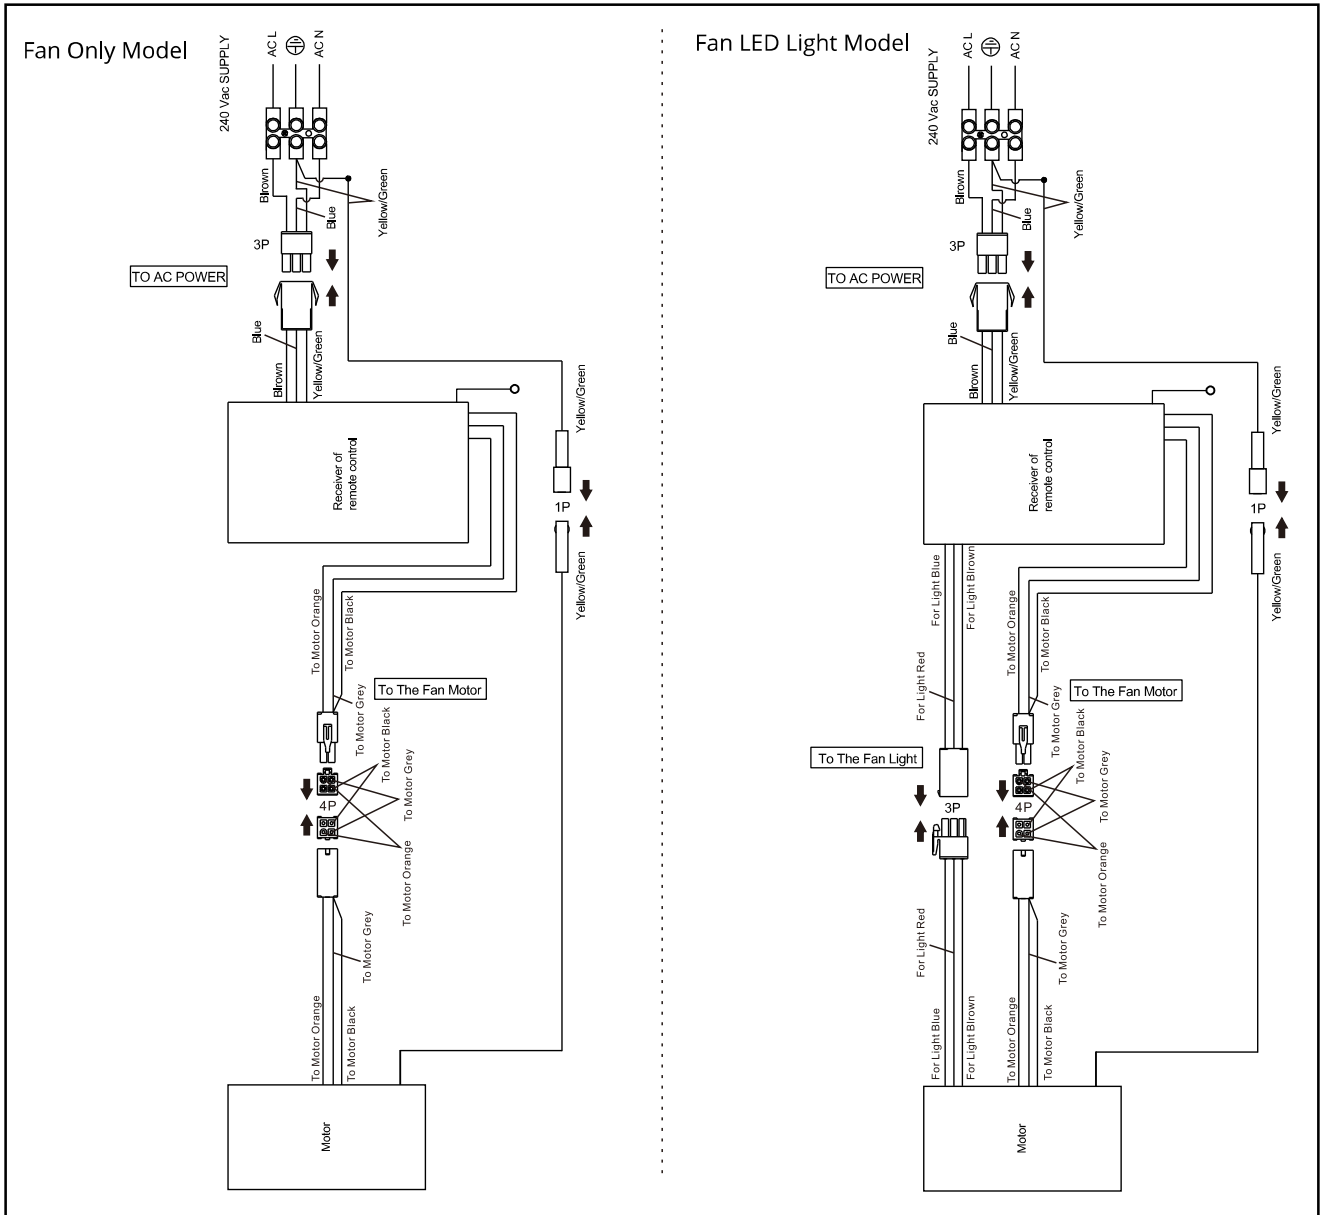 Fan Only Model
240 Vac SUPPLY
AC L
AC N
Blrown
Blue
Yellow/Green
3P
TO AC POWER
Blue
Blrown
Yellow/Green
Yellow/Green
Receiver of
remote control
1P
Yellow/Green
To Motor Orange
To Motor Black
To The Fan Motor
To Motor Grey
To Motor Black
To Motor Grey
4P
To Motor Orange
To Motor Grey
To Motor Orange
To Motor Black
Motor
Fan LED Light Model
240 Vac SUPPLY
AC L
AC N
Blrown
Blue
Yellow/Green
3P
TO AC POWER
Blue
Blrown
Yellow/Green
Yellow/Green
Receiver of
remote control
1P
Yellow/Green
For Light Blue
For Light Blrown
To Motor Orange
To Motor Black
For Light Red
To The Fan Motor
To Motor Grey
To Motor Black
To The Fan Light
To Motor Grey
3P
4P
To Motor Orange
For Light Red
To Motor Grey
For Light Blue
For Light Blrown
To Motor Orange
To Motor Black
Motor